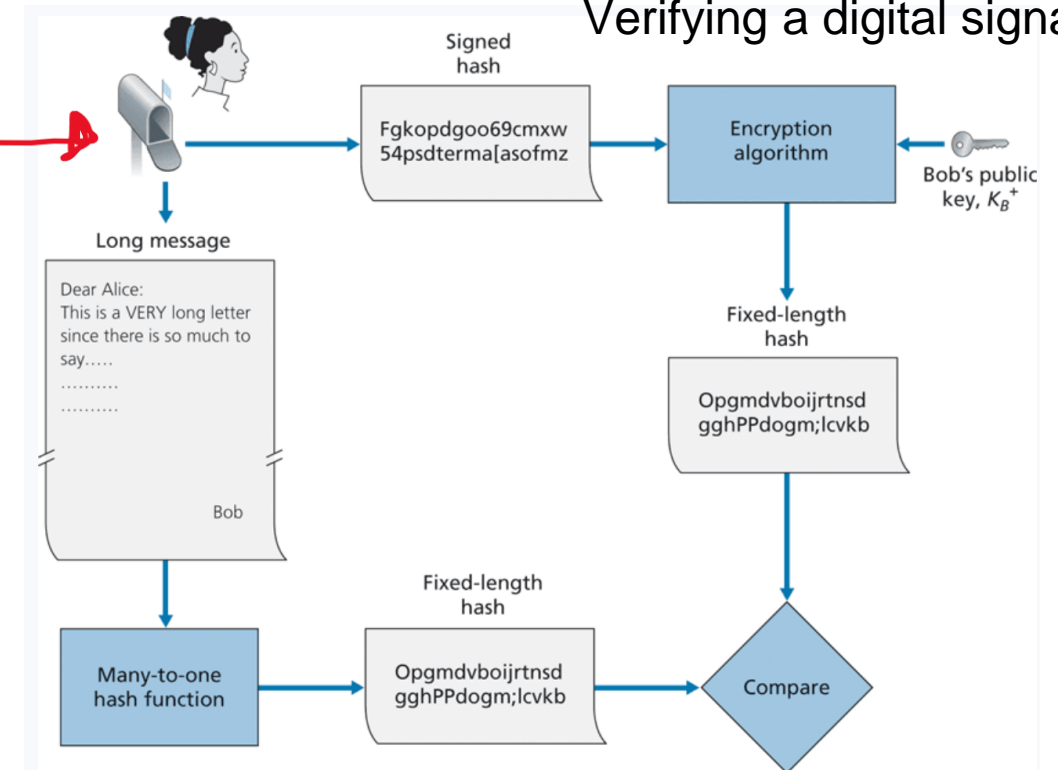 Verifying a digital signa
Signed
hash
Fgkopdgoo69cmxw
54psdterma[asofmz
Encryption
algorithm
Bob's public
key, K_B^+
Long message
Dear Alice:
This is a VERY long letter
since there is so much to
say.....
..........
..........
Bob
Fixed-length
hash
Opgmdvboijrtnsd
gghPPdogm;lcvkb
Many-to-one
hash function
Fixed-length
hash
Opgmdvboijrtnsd
gghPPdogm;lcvkb
Compare